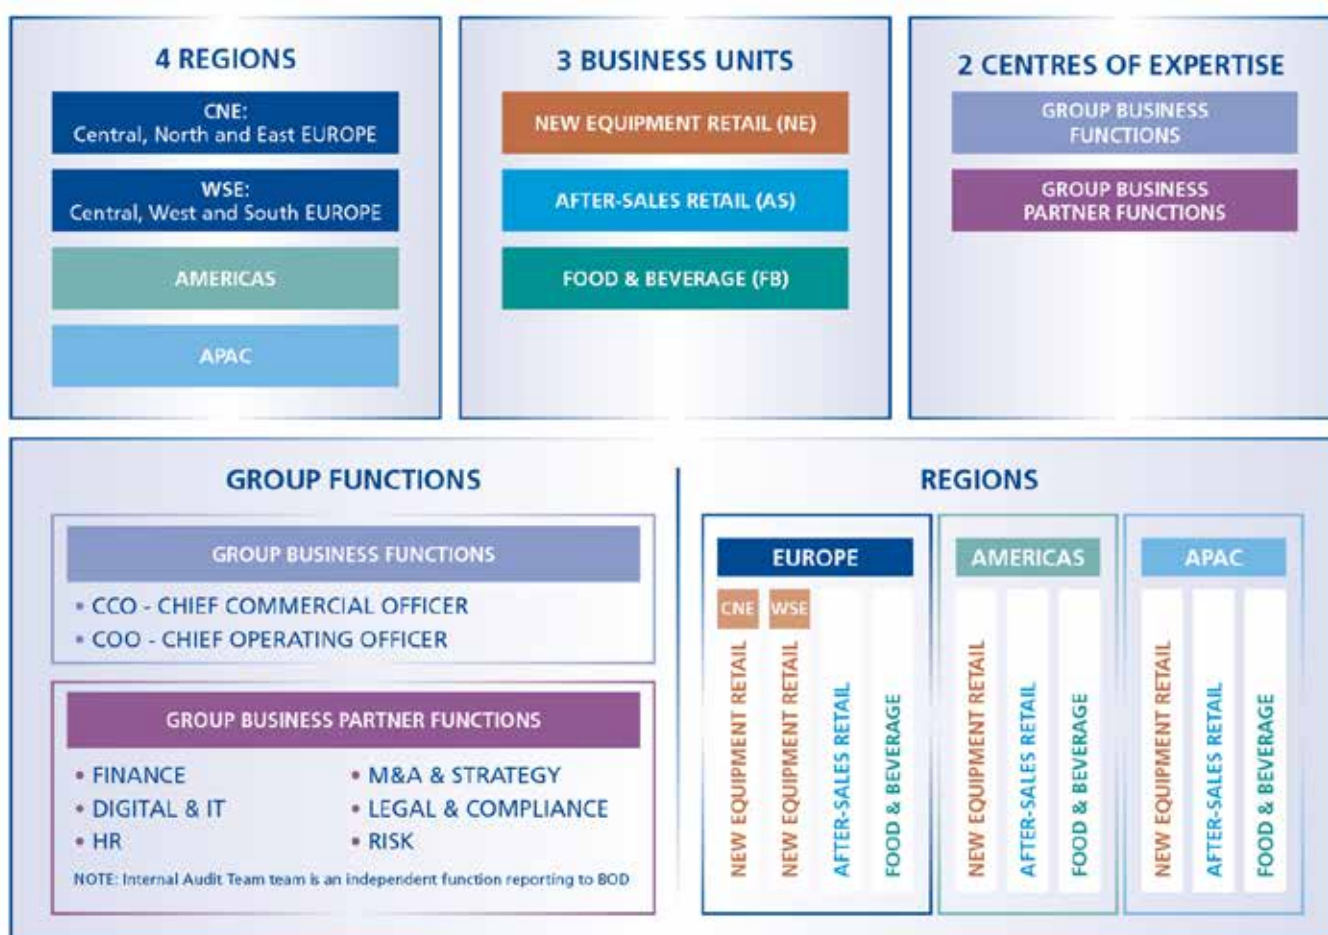 4 REGIONS
CNE:
Central, North and East EUROPE
WSE:
Central, West and South EUROPE
AMERICAS
APAC
3 BUSINESS UNITS
NEW EQUIPMENT RETAIL (NE)
AFTER-SALES RETAIL (AS)
FOOD & BEVERAGE (FB)
2 CENTRES OF EXPERTISE
GROUP BUSINESS
FUNCTIONS
GROUP BUSINESS
PARTNER FUNCTIONS
GROUP FUNCTIONS
GROUP BUSINESS FUNCTIONS
• CCO - CHIEF COMMERCIAL OFFICER
• COO - CHIEF OPERATING OFFICER
GROUP BUSINESS PARTNER FUNCTIONS
• FINANCE
• DIGITAL & IT
• HR
• M&A & STRATEGY
• LEGAL & COMPLIANCE
• RISK
NOTE: Internal Audit Team team is an independent function reporting to BOD
REGIONS
EUROPE
CNE
NEW EQUIPMENT RETAIL
WSE
NEW EQUIPMENT RETAIL
AFTER-SALES RETAIL
FOOD & BEVERAGE
AMERICAS
NEW EQUIPMENT RETAIL
AFTER-SALES RETAIL
FOOD & BEVERAGE
APAC
NEW EQUIPMENT RETAIL
AFTER-SALES RETAIL
FOOD & BEVERAGE